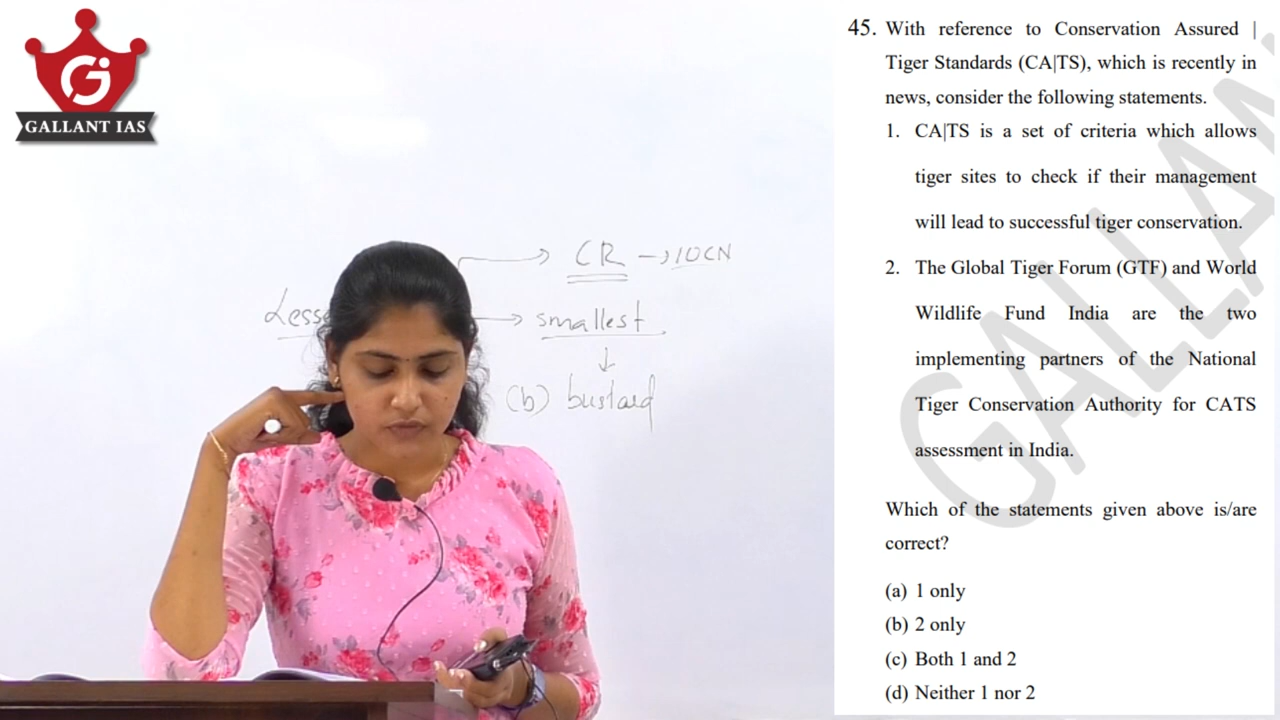 GALLANT IAS
CR → IUCN
Less
→ smallest
(b) bustard
45. With reference to Conservation Assured |
Tiger Standards (CA|TS), which is recently in
news, consider the following statements.
1. CA|TS is a set of criteria which allows
tiger sites to check if their management
will lead to successful tiger conservation.
2. The Global Tiger Forum (GTF) and World
Wildlife Fund India are the two
implementing partners of the National
Tiger Conservation Authority for CATS
assessment in India.
Which of the statements given above is/are
correct?
(a) 1 only
(b) 2 only
(c) Both 1 and 2
(d) Neither 1 nor 2